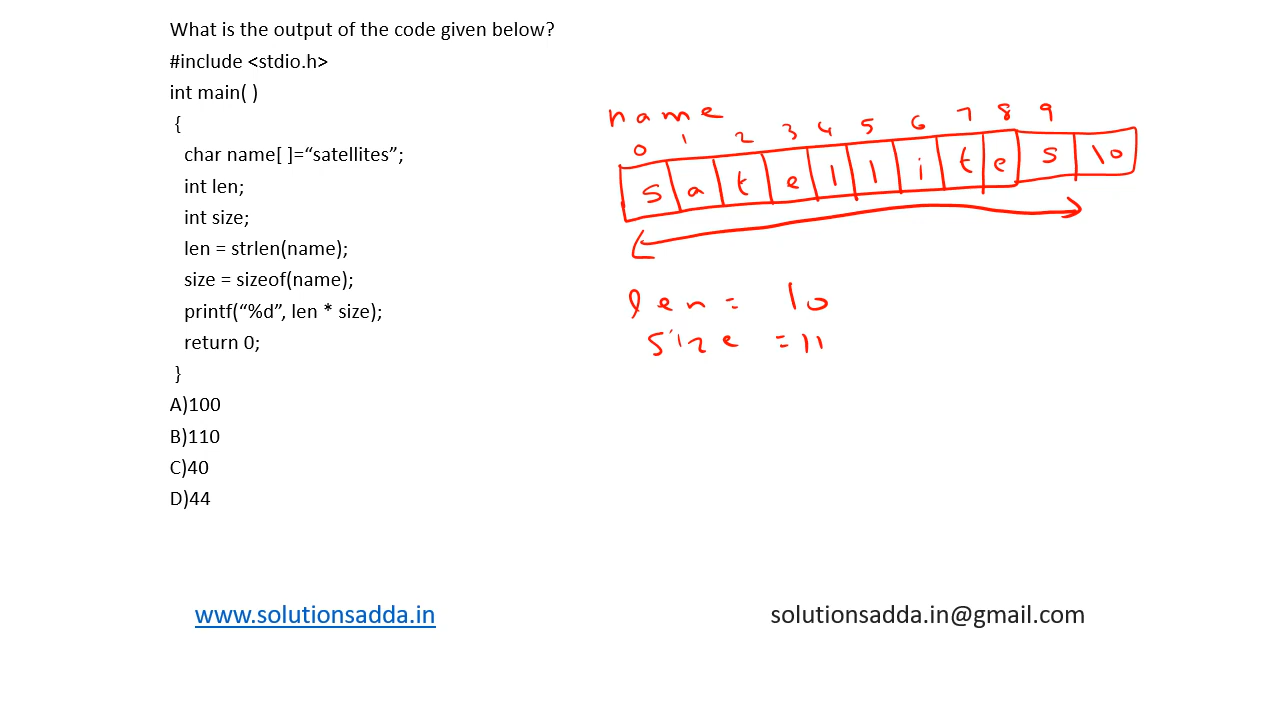 What is the output of the code given below?
#include <stdio.h>
int main( )
{
char name[ ]=“satellites”;
int len;
int size;
len = strlen(name);
size = sizeof(name);
printf(“%d”, len * size);
return 0;
}
A)100
B)110
C)40
D)44
name
0 1 2 3 4 5 6 7 8 9
s a t e l l i t e s \0
len = 10
size = 11
www.solutionsadda.in
solutionsadda.in@gmail.com